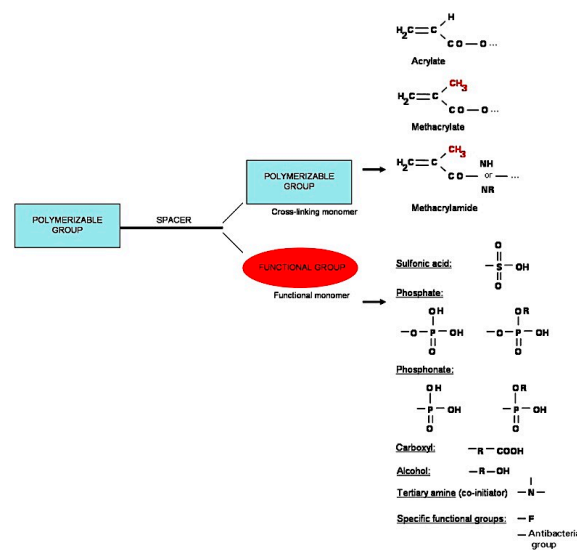 H
H2C=C
CO — O ...
Acrylate
CH3
H2C=C
CO — O ...
Methacrylate
CH3
H2C=C
CO — NH or NR — ...
Methacrylamide
POLYMERIZABLE
GROUP
Cross-linking monomer
POLYMERIZABLE
GROUP
SPACER
FUNCTIONAL GROUP
Functional monomer
Sulfonic acid:
O
— S — OH
O
Phosphate:
OH OR
— O — P — OH — O — P — OH
O O
Phosphonate:
OH OR
— P — OH — P — OH
O O
Carboxyl: — R — COOH
Alcohol: — R — OH
Tertiary amine (co-initiator) — N —
Specific functional groups: — F
— Antibacteria
group